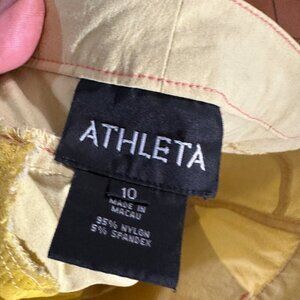 ATHLETA
10
MADE IN
MACAU
95% NYLON
5% SPANDEX